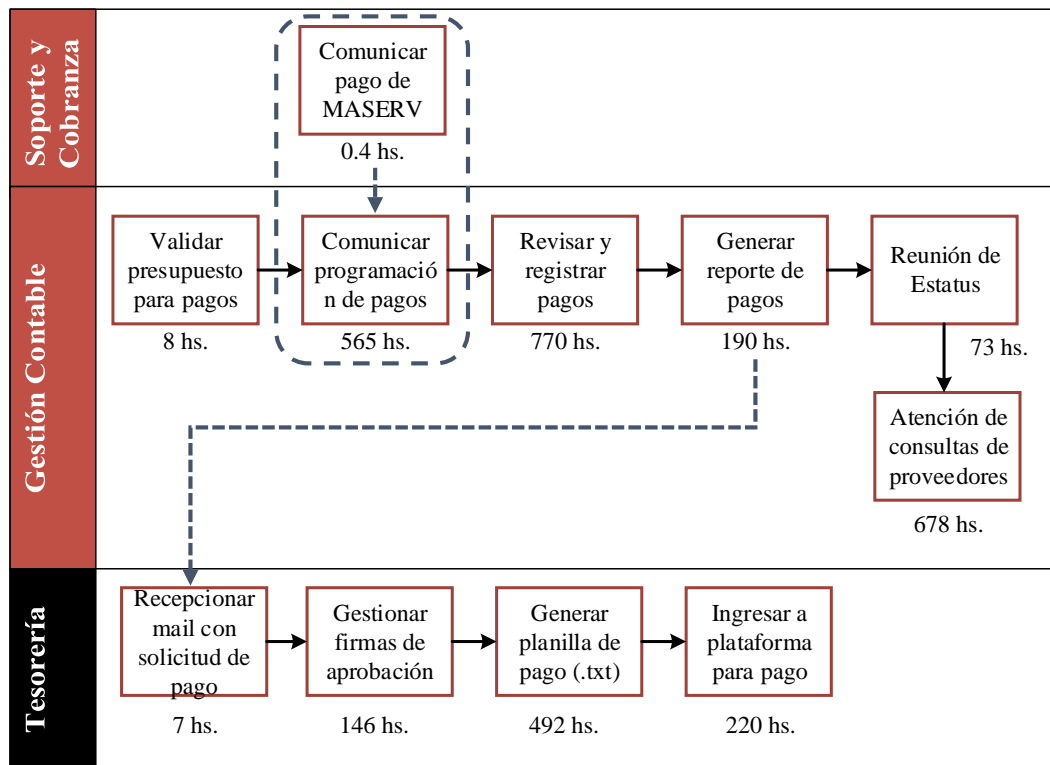 Soporte y
Cobranza
Comunicar
pago de
MASERV
0.4 hs.
Gestión Contable
Validar
presupuesto
para pagos
8 hs.
Comunicar
programació
n de pagos
565 hs.
Revisar y
registrar
pagos
770 hs.
Generar
reporte de
pagos
190 hs.
Reunión de
Estatus
73 hs.
Atención de
consultas de
proveedores
678 hs.
Tesorería
Recepcionar
mail con
solicitud de
pago
7 hs.
Gestionar
firmas de
aprobación
146 hs.
Generar
planilla de
pago (.txt)
492 hs.
Ingresar a
plataforma
para pago
220 hs.